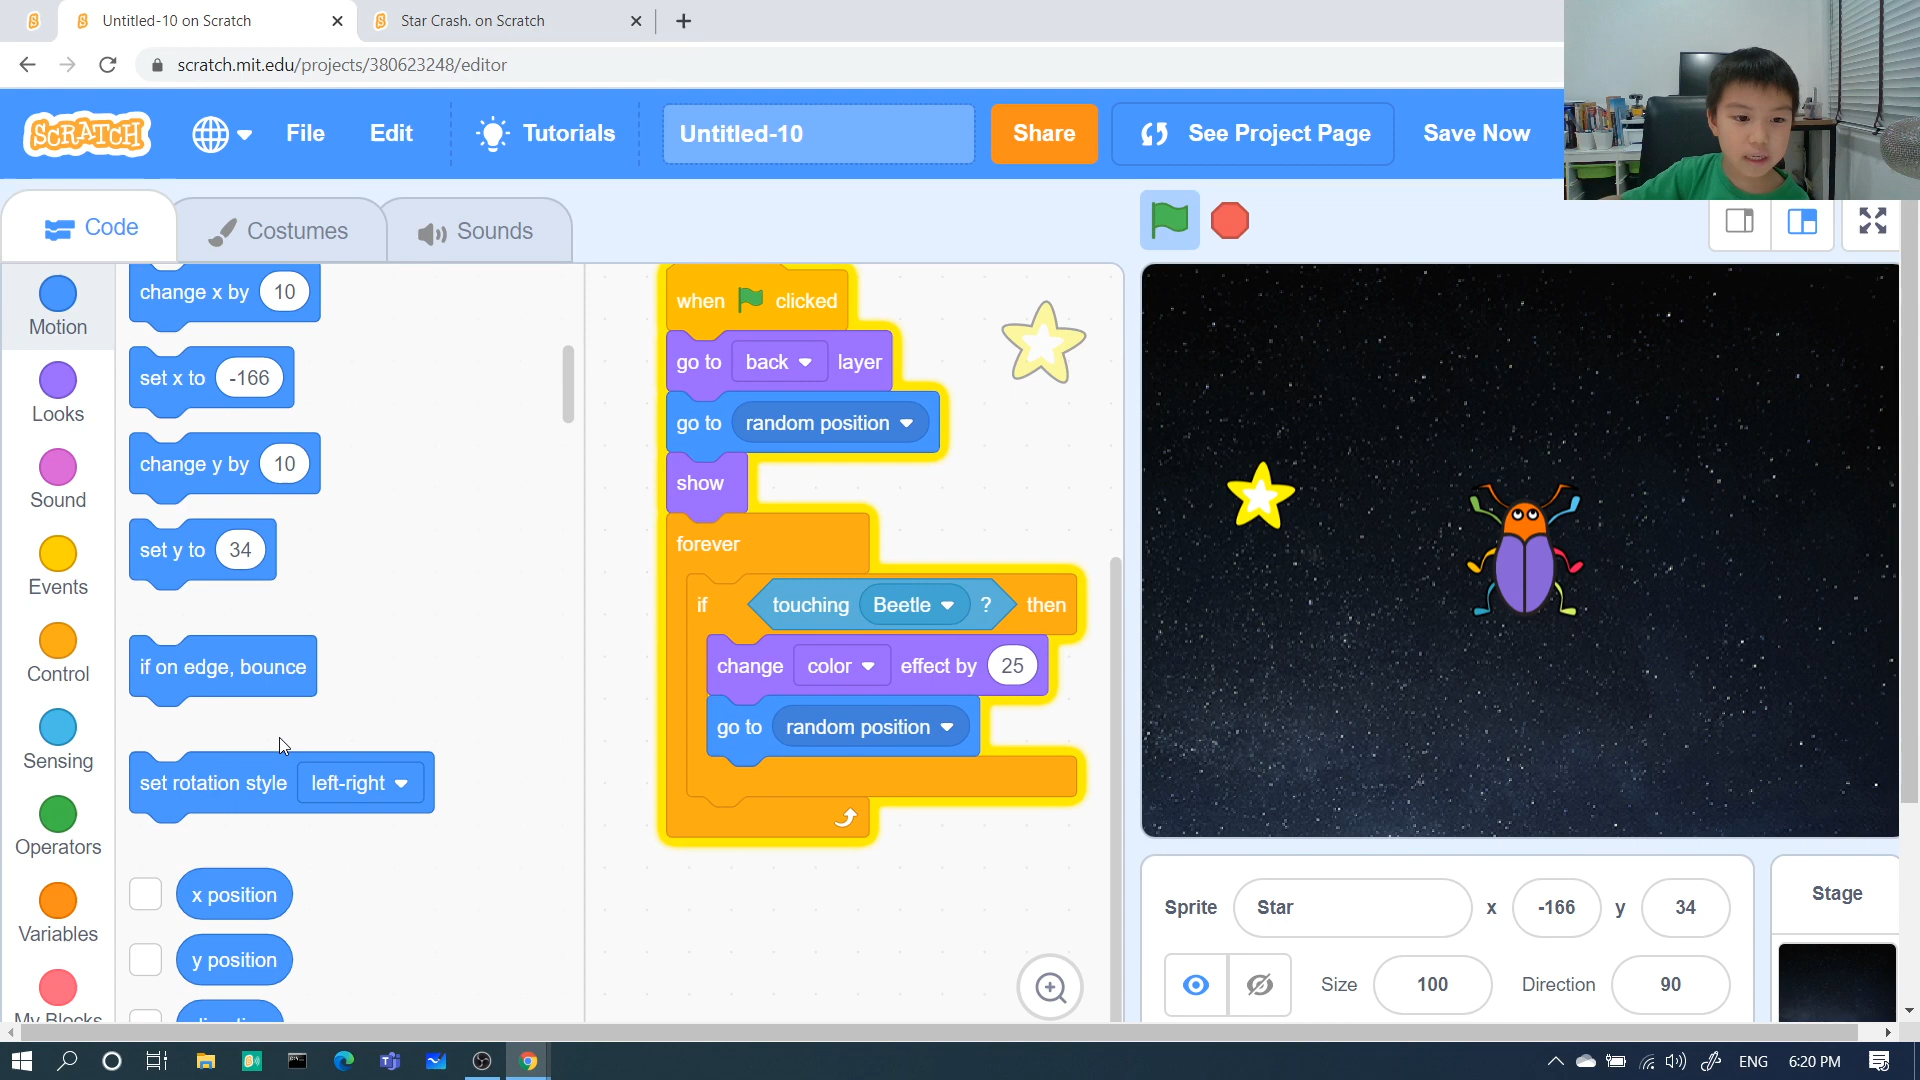 Untitled-10 on Scratch
Star Crash. on Scratch
scratch.mit.edu/projects/380623248/editor
SCRATCH
File
Edit
Tutorials
Untitled-10
Share
See Project Page
Save Now
Code
Costumes
Sounds
Motion
Looks
Sound
Events
Control
Sensing
Operators
Variables
My Blocks
change x by 10
set x to -166
change y by 10
set y to 34
if on edge, bounce
set rotation style left-right
x position
y position
when clicked
go to back layer
go to random position
show
forever
if touching Beetle ? then
change color effect by 25
go to random position
Sprite Star x -166 y 34
Size 100 Direction 90
Stage
ENG 6:20 PM